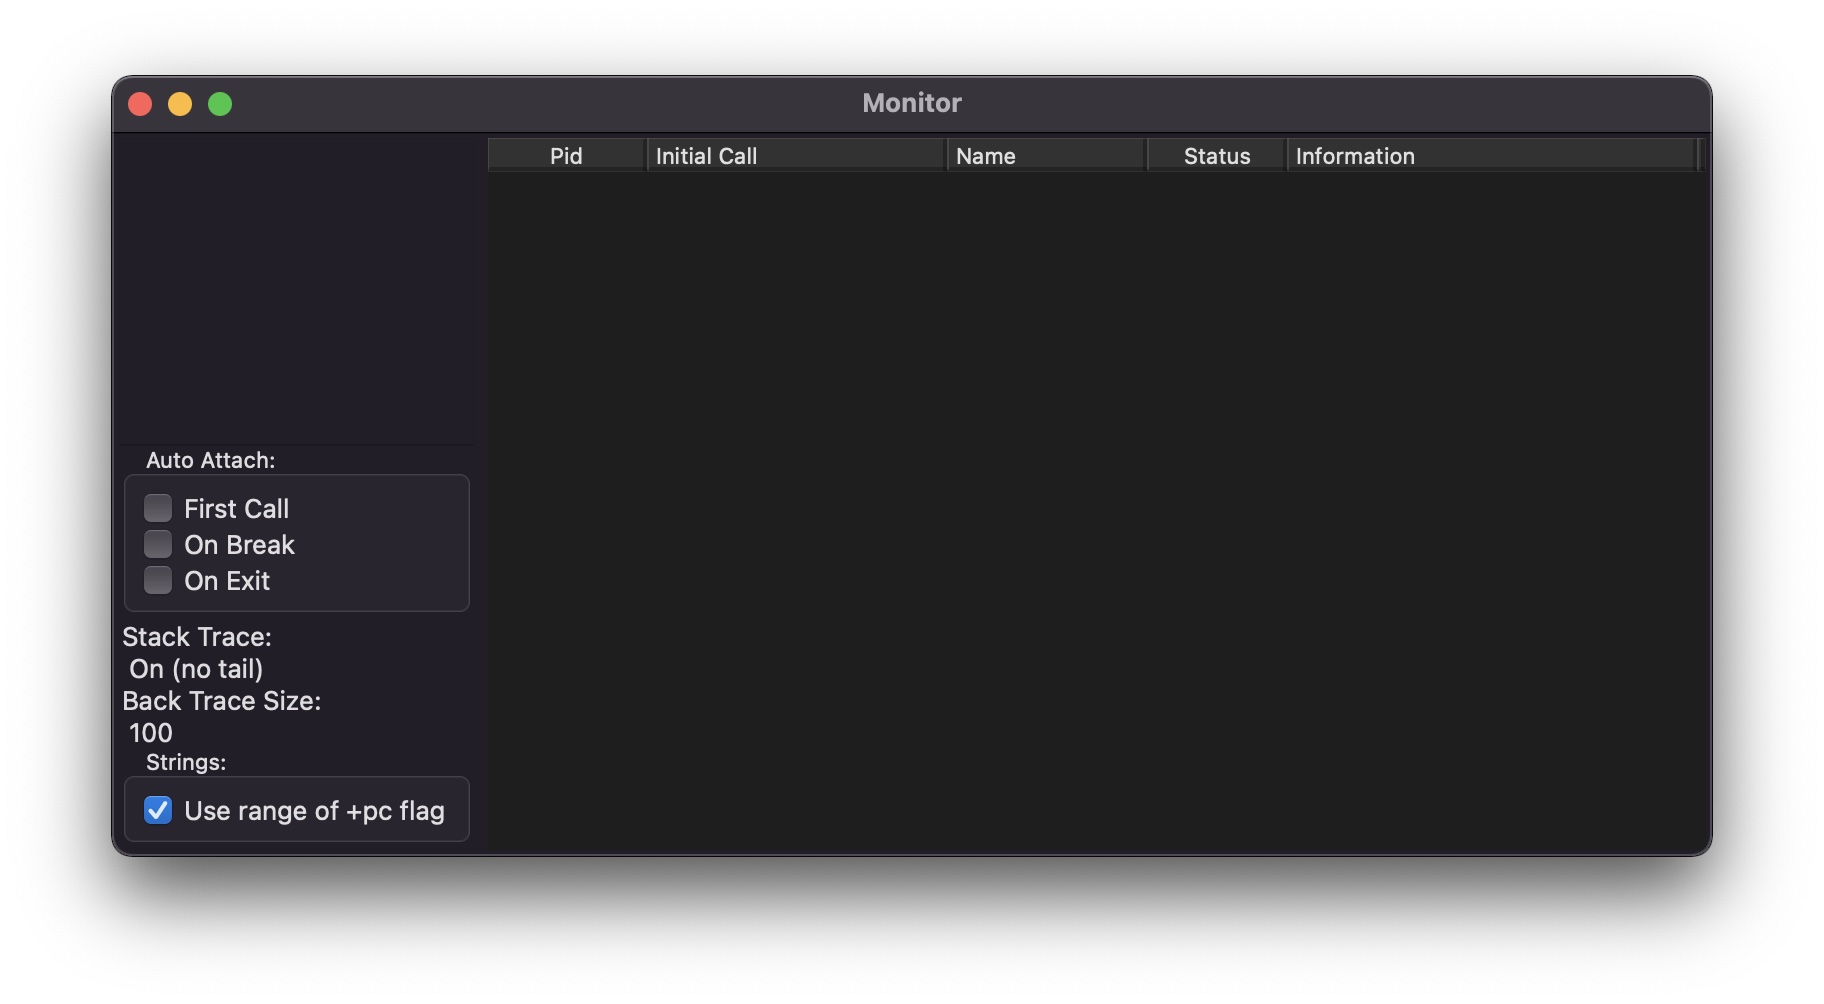 Monitor
Pid Initial Call Name Status Information
Auto Attach:
First Call
On Break
On Exit
Stack Trace:
On (no tail)
Back Trace Size:
100
Strings:
Use range of +pc flag